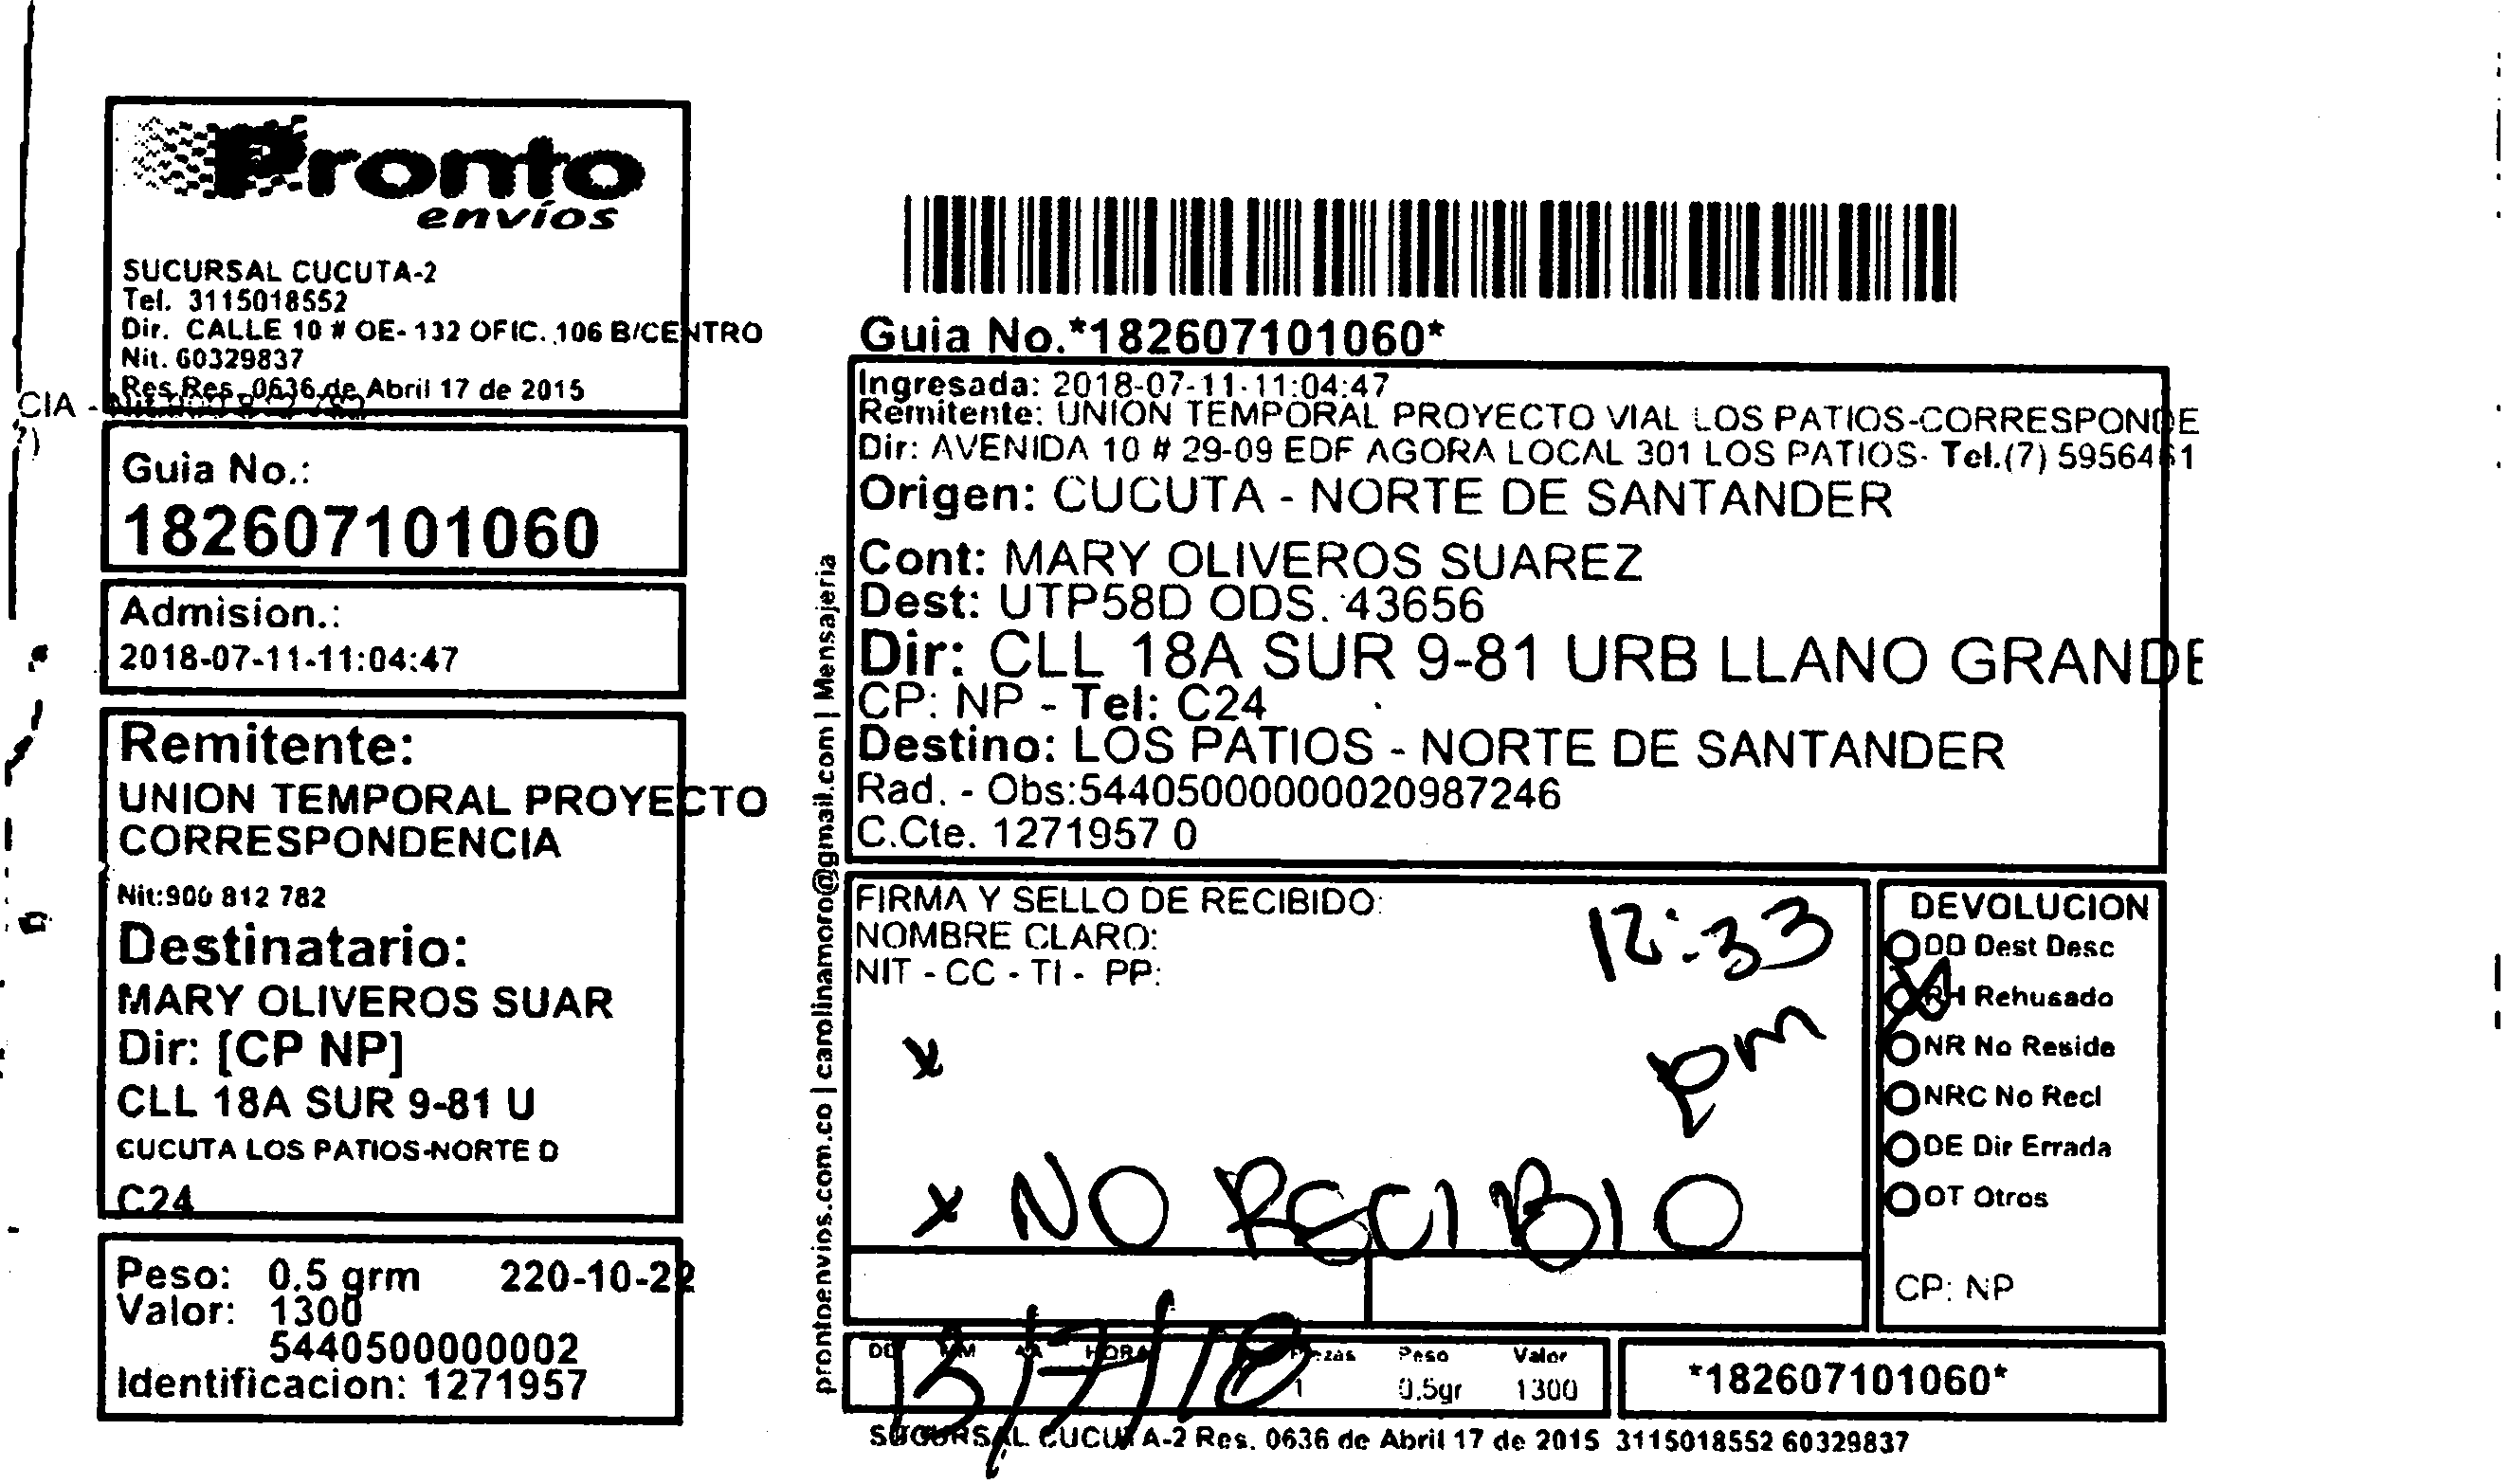 Pronto
envíos
SUCURSAL CUCUTA-2
Tel. 3115018552
Dir. CALLE 10 # OE- 132 OFIC. 106 B/CENTRO
Nit. 60329837
Res.Res. 0636 de Abril 17 de 2015
CIA -
Guia No.:
182607101060
Admision.:
2018-07-11-11:04:47
Remitente:
UNION TEMPORAL PROYECTO
CORRESPONDENCIA
Nit:900 812 782
Destinatario:
MARY OLIVEROS SUAR
Dir: [CP NP]
CLL 18A SUR 9-81 U
CUCUTA LOS PATIOS-NORTE D
C24
Peso: 0.5 grm 220-10-22
Valor: 1300
5440500000002
Identificacion: 1271957
prontoenvios.com.co | carolinamoro@gmail.com | Mensajeria
Guia No.*182607101060*
Ingresada: 2018-07-11-11:04:47
Remitente: UNION TEMPORAL PROYECTO VIAL LOS PATIOS-CORRESPONDE
Dir: AVENIDA 10 # 29-09 EDF AGORA LOCAL 301 LOS PATIOS- Tel.(7) 5956461
Origen: CUCUTA - NORTE DE SANTANDER
Cont: MARY OLIVEROS SUAREZ
Dest: UTP58D ODS. 43656
Dir: CLL 18A SUR 9-81 URB LLANO GRANDE
CP: NP - Tel: C24
Destino: LOS PATIOS - NORTE DE SANTANDER
Rad. - Obs:544050000000020987246
C.Cte. 1271957 0
FIRMA Y SELLO DE RECIBIDO:
NOMBRE CLARO:
NIT - CC - TI - PP:
12:33
pm
x
x NO RECIBIO
DEVOLUCION
DD Dest Desc
RH Rehusado
NR No Reside
NRC No Recl
DE Dir Errada
OT Otros
CP: NP
DD MM AA HORA Piezas Peso Valor
1 0.5gr 1300
*182607101060*
SUCURSAL CUCUTA-2 Res. 0636 de Abril 17 de 2015 3115018552 60329837